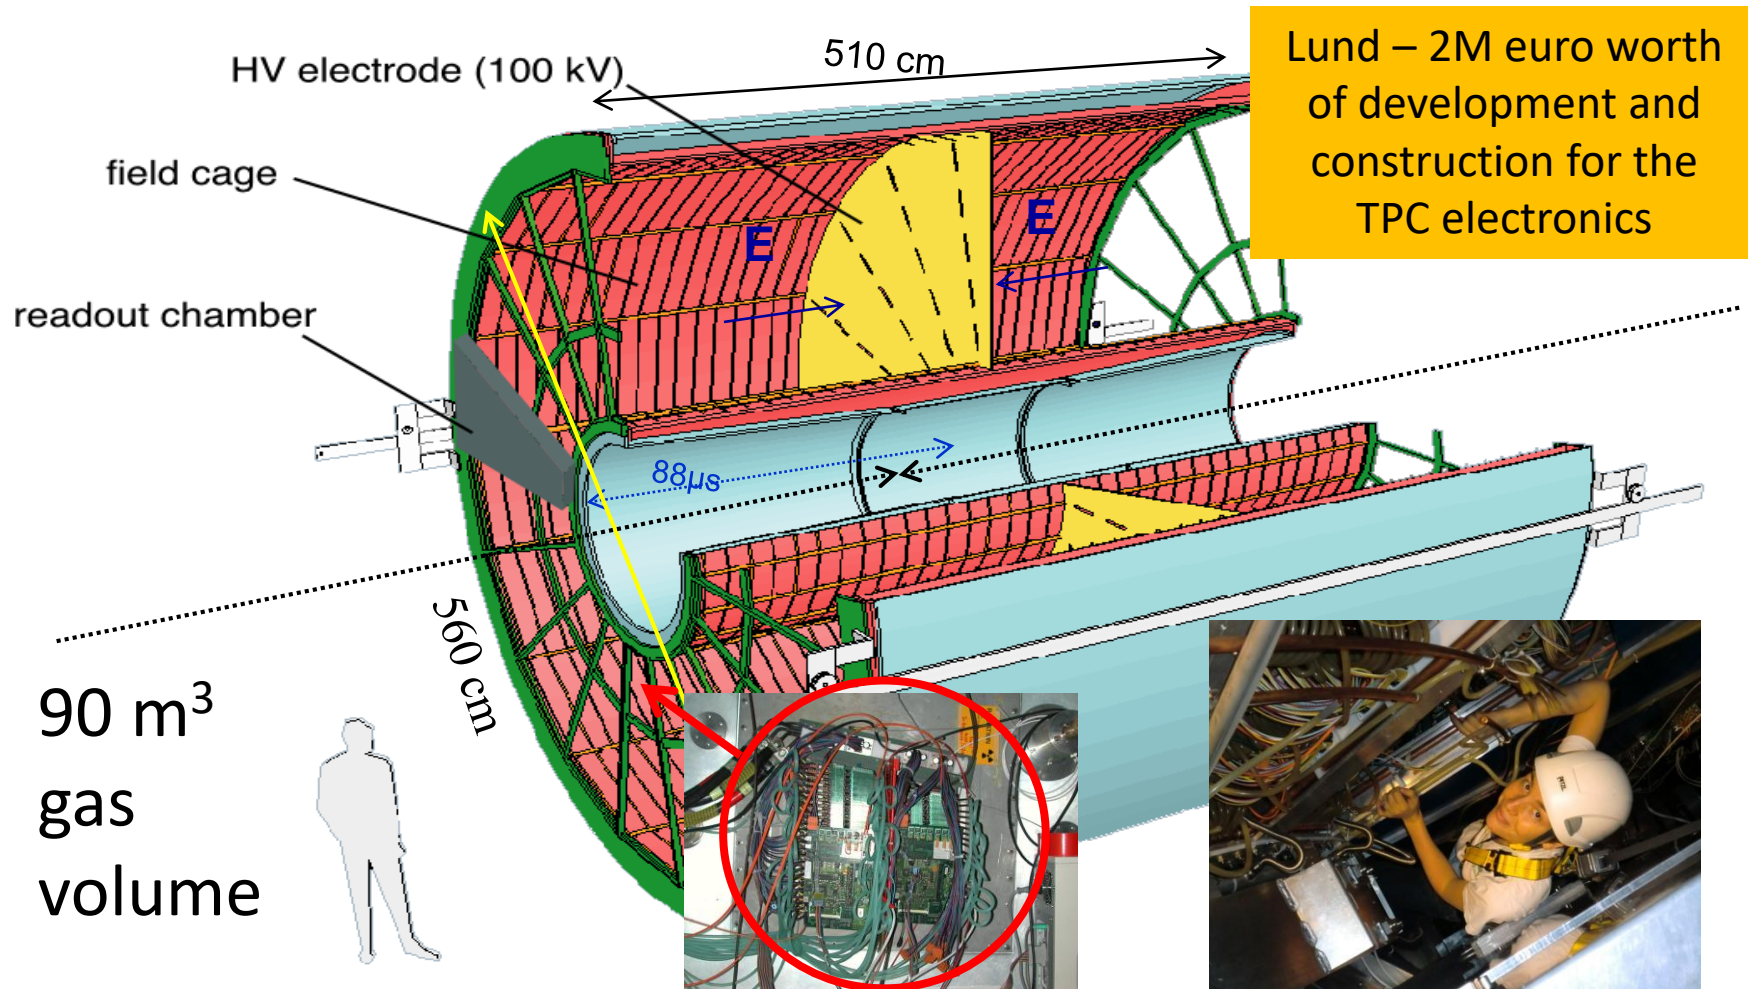 510 cm
HV electrode (100 kV)
field cage
readout chamber
E
E
88µs
560 cm
90 m³
gas
volume
Lund – 2M euro worth
of development and
construction for the
TPC electronics
PETZL